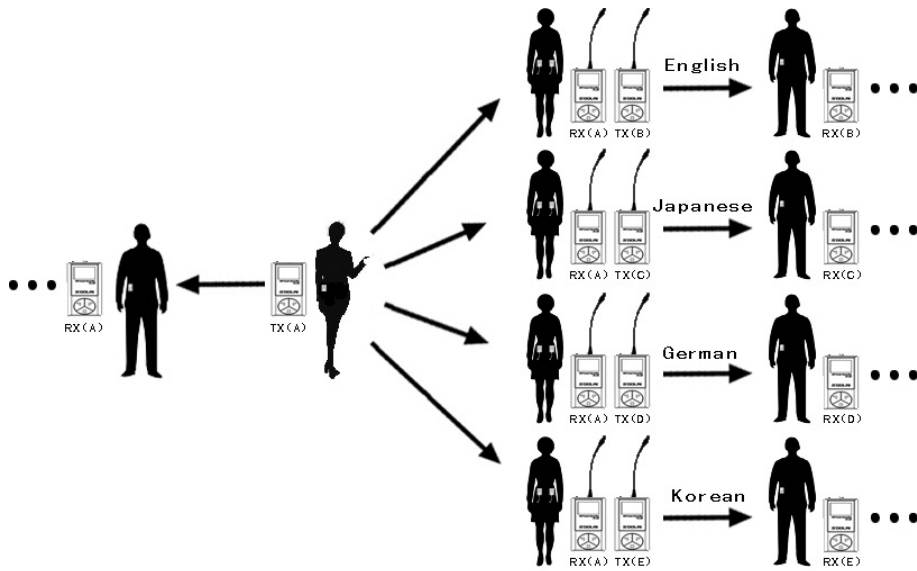 English
RX(A) TX(B)
RX(B)
Japanese
RX(A) TX(C)
RX(C)
RX(A)
TX(A)
German
RX(A) TX(D)
RX(D)
Korean
RX(A) TX(E)
RX(E)